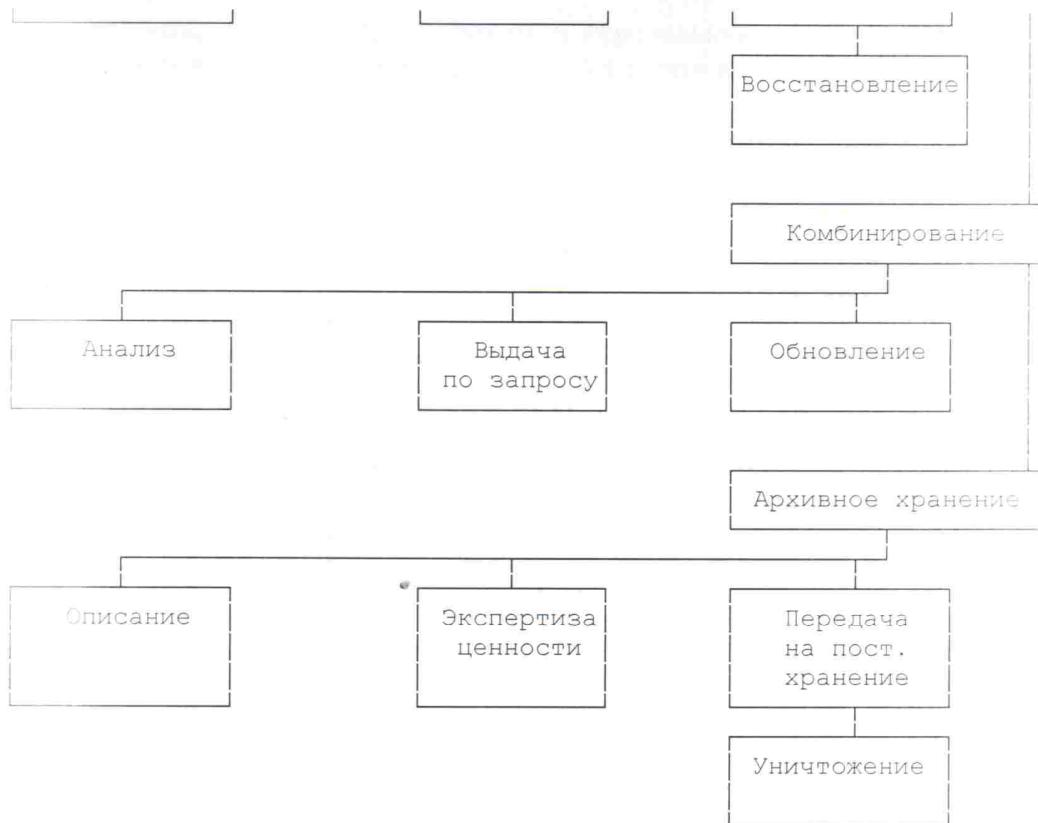 Восстановление
Комбинирование
Анализ
Выдача
по запросу
Обновление
Архивное хранение
Описание
Экспертиза
ценности
Передача
на пост.
хранение
Уничтожение